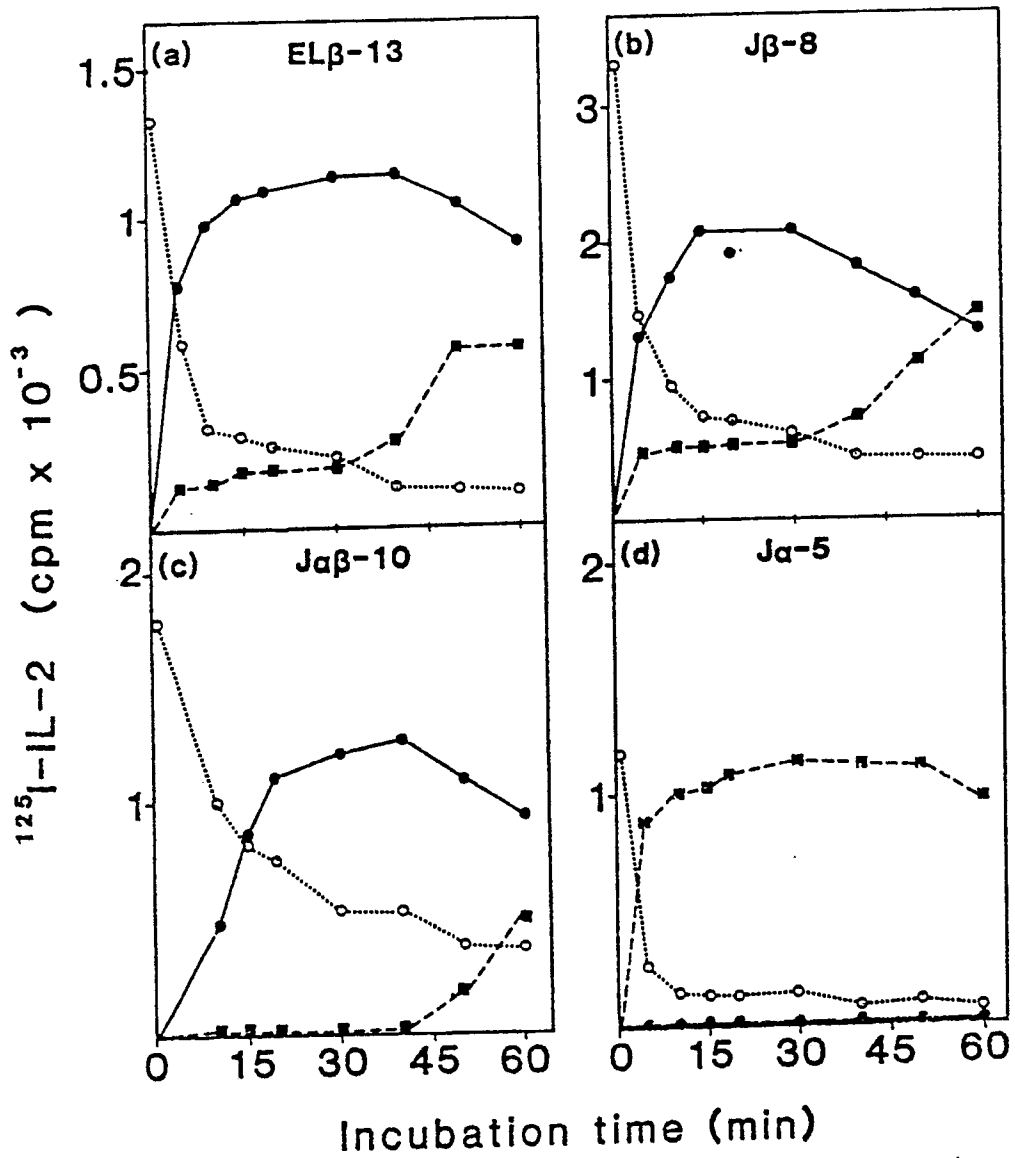 (a) ELβ-13
1.5
1
0.5
(b) Jβ-8
3
2
1
(c) Jαβ-10
2
1
0 15 30 45 60
(d) Jα-5
2
1
0 15 30 45 60
¹²⁵I-IL-2 (cpm x 10⁻³)
Incubation time (min)